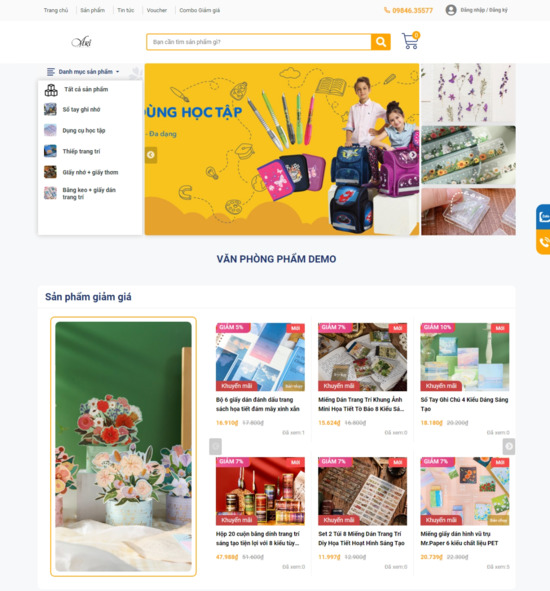 Trang chủ
Sản phẩm
Tin tức
Voucher
Combo Giảm giá
09846.35577
Đăng nhập / Đăng ký
Bạn cần tìm sản phẩm gì?
0
Danh mục sản phẩm
Tất cả sản phẩm
Sổ tay ghi nhớ
Dụng cụ học tập
Thiếp trang trí
Giấy nhớ + giấy thơm
Băng keo + giấy dán
trang trí
DÙNG HỌC TẬP
- Đa dạng
VĂN PHÒNG PHẨM DEMO
Sản phẩm giảm giá
GIẢM 5%
Mới
Khuyến mãi
Bộ 6 giấy dán đánh dấu trang
sách họa tiết đám mây xinh xắn
16.910₫ 17.800₫
Đã xem 1
GIẢM 7%
Mới
Khuyến mãi
Miếng Dán Trang Trí Khung Ảnh
Mini Họa Tiết Tờ Báo 8 Kiểu Sá...
15.624₫ 16.800₫
Đã xem 0
GIẢM 10%
Mới
Khuyến mãi
Sổ Tay Ghi Chú 4 Kiểu Dáng Sáng
Tạo
18.180₫ 20.200₫
Đã xem 0
GIẢM 7%
Mới
Khuyến mãi
Hộp 20 cuộn băng dính trang trí
sáng tạo tiện lợi với 8 kiểu tùy...
47.988₫ 51.600₫
Đã xem 0
GIẢM 7%
Mới
Khuyến mãi
Set 2 Túi 8 Miếng Dán Trang Trí
Diy Họa Tiết Hoạt Hình Sáng Tạo
11.997₫ 12.900₫
Đã xem 0
GIẢM 7%
Mới
Khuyến mãi
Miếng giấy dán hình vũ trụ
Mr.Paper 6 kiểu chất liệu PET
20.739₫ 22.300₫
Đã xem 5